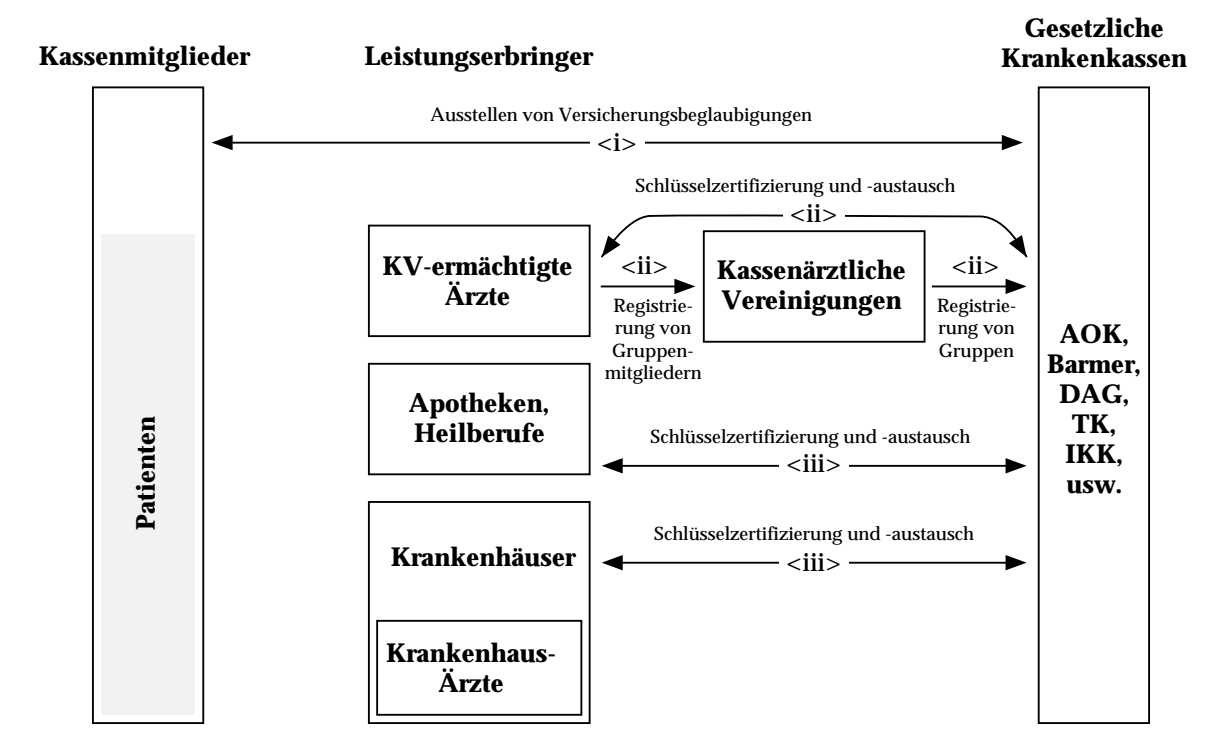 Kassenmitglieder
Leistungserbringer
Gesetzliche
Krankenkassen
Ausstellen von Versicherungsbeglaubigungen
<i>
Schlüsselzertifizierung und -austausch
<ii>
KV-ermächtigte
Ärzte
<ii>
Registrie-
rung von
Gruppen-
mitgliedern
Kassenärztliche
Vereinigungen
<ii>
Registrie-
rung von
Gruppen
Apotheken,
Heilberufe
Schlüsselzertifizierung und -austausch
<iii>
Krankenhäuser
Schlüsselzertifizierung und -austausch
<iii>
Krankenhaus-
Ärzte
Patienten
AOK,
Barmer,
DAG,
TK,
IKK,
usw.